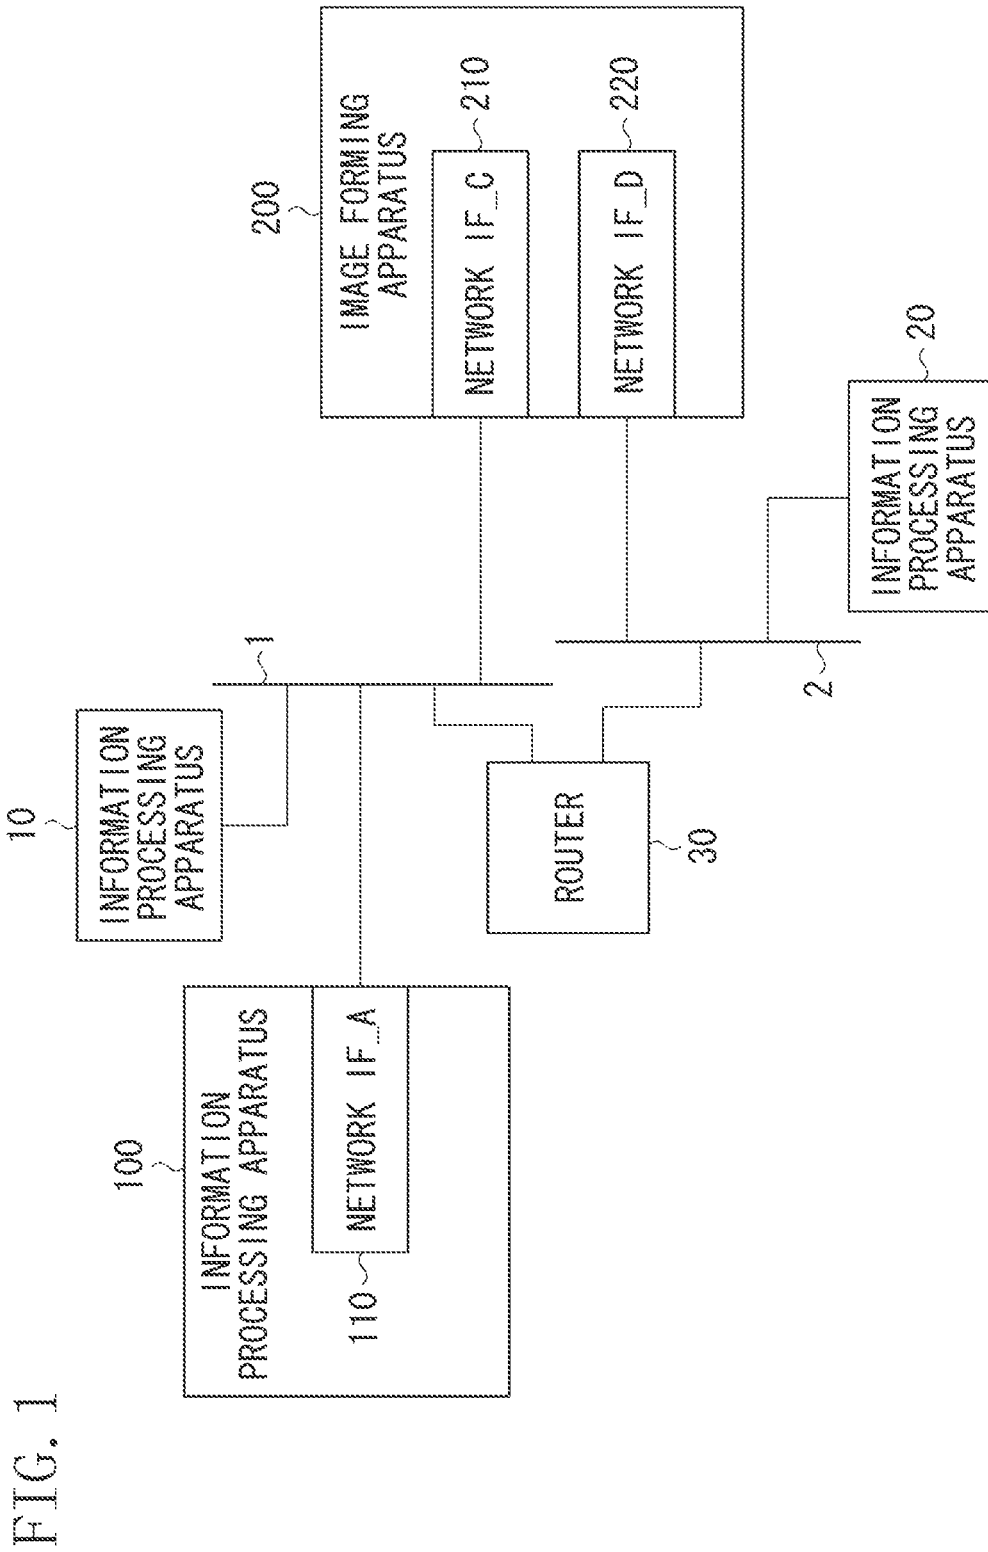 FIG. 1
100
INFORMATION
PROCESSING APPARATUS
110
NETWORK IF_A
10
INFORMATION
PROCESSING
APPARATUS
1
ROUTER
30
2
200
IMAGE FORMING
APPARATUS
NETWORK IF_C
210
NETWORK IF_D
220
INFORMATION
PROCESSING
APPARATUS
20